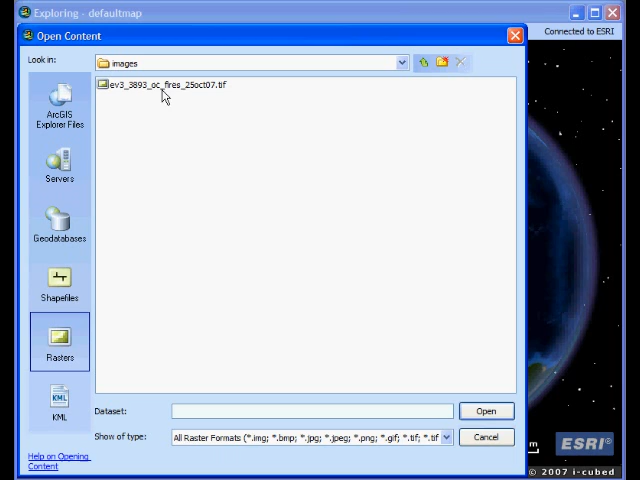 Exploring - defaultmap
Open Content
Connected to ESRI
Look in:
images
ev3_3893_oc_fires_25oct07.tif
ArcGIS
Explorer Files
Servers
Geodatabases
Shapefiles
Rasters
KML
KML
Dataset:
Open
Show of type:
All Raster Formats (*.img; *.bmp; *.jpg; *.jpeg; *.png; *.gif; *.tif; *.tif
Cancel
Help on Opening
Content
m
ESRI®
© 2007 i-cubed